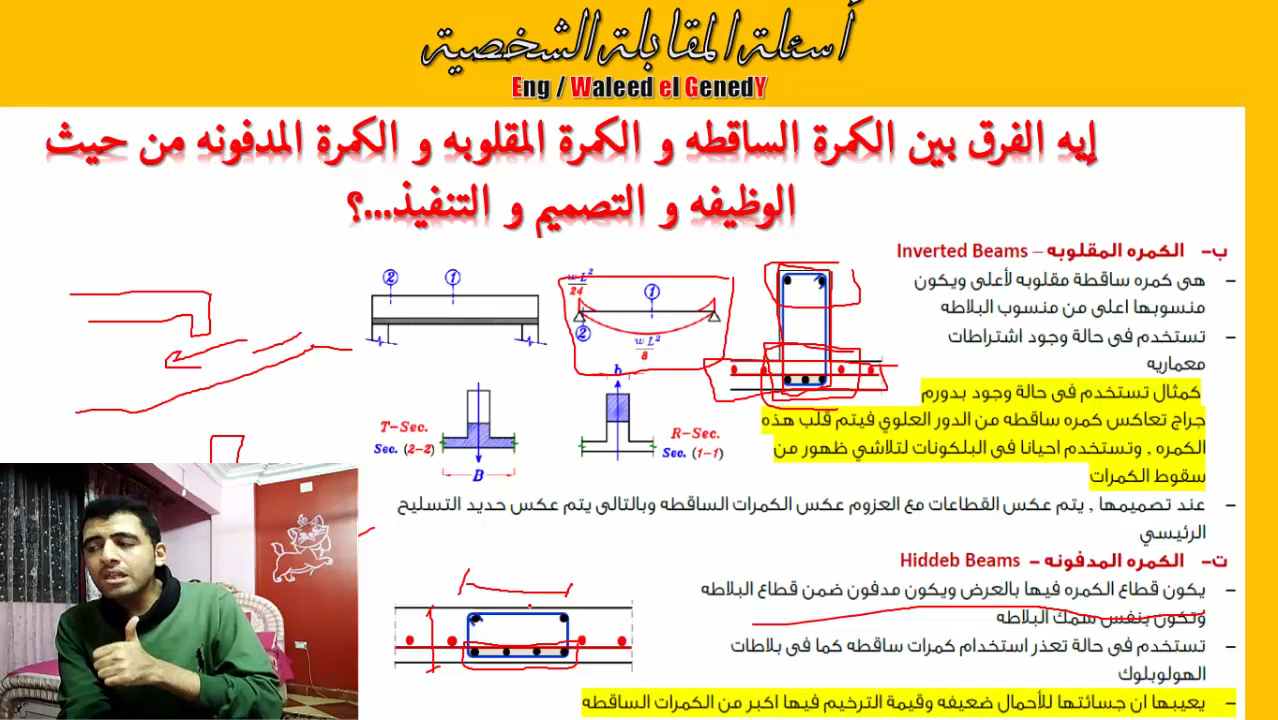 أسئلة المقابلة الشخصية
Eng / Waleed el GenedY
إيه الفرق بين الكمرة الساقطه و الكمرة المقلوبه و الكمرة المدفونه من حيث
الوظيفه و التصميم و التنفيذ...؟
ب- الكمره المقلوبه – Inverted Beams
- هى كمره ساقطة مقلوبه لأعلى ويكون
منسوبها اعلى من منسوب البلاطه
- تستخدم فى حالة وجود اشتراطات
معماريه
كمثال تستخدم فى حالة وجود بدورم
جراج تعاكس كمره ساقطه من الدور العلوي فيتم قلب هذه
الكمره , وتستخدم احيانا فى البلكونات لتلاشي ظهور من
سقوط الكمرات
- عند تصميمها , يتم عكس القطاعات مع العزوم عكس الكمرات الساقطه وبالتالى يتم عكس حديد التسليح
الرئيسي
2 1
wL²
24
1
2
wL²
8
T-Sec.
Sec. (2-2)
B
b
R-Sec.
Sec. (1-1)
ت- الكمره المدفونه – Hiddeb Beams
- يكون قطاع الكمره فيها بالعرض ويكون مدفون ضمن قطاع البلاطه
وتكون بنفس سمك البلاطه
- تستخدم فى حالة تعذر استخدام كمرات ساقطه كما فى بلاطات
الهولوبلوك
- يعيبها ان جسائتها للأحمال ضعيفه وقيمة الترخيم فيها اكبر من الكمرات الساقطه